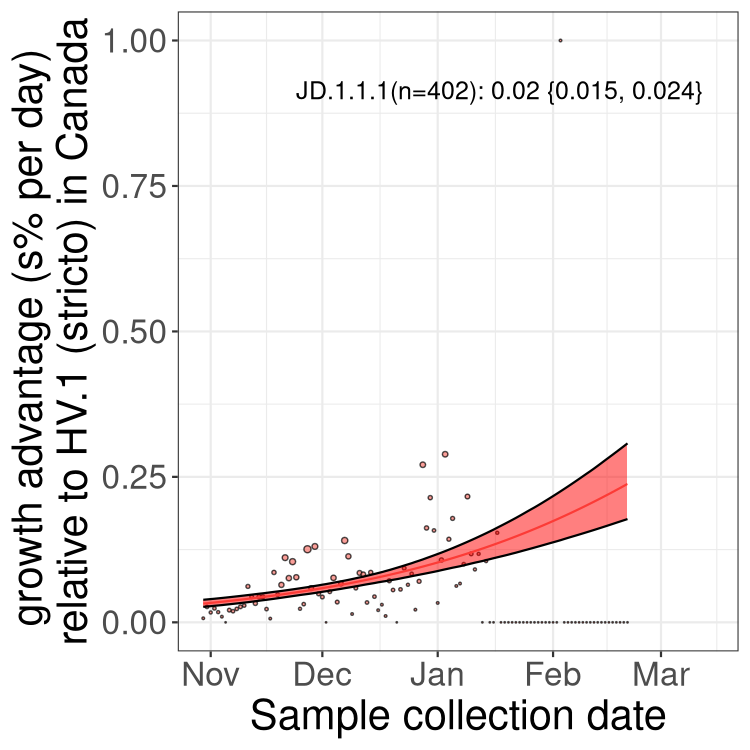 growth advantage (s% per day)
relative to HV.1 (stricto) in Canada
1.00
0.75
0.50
0.25
0.00
JD.1.1.1(n=402): 0.02 {0.015, 0.024}
Nov Dec Jan Feb Mar
Sample collection date